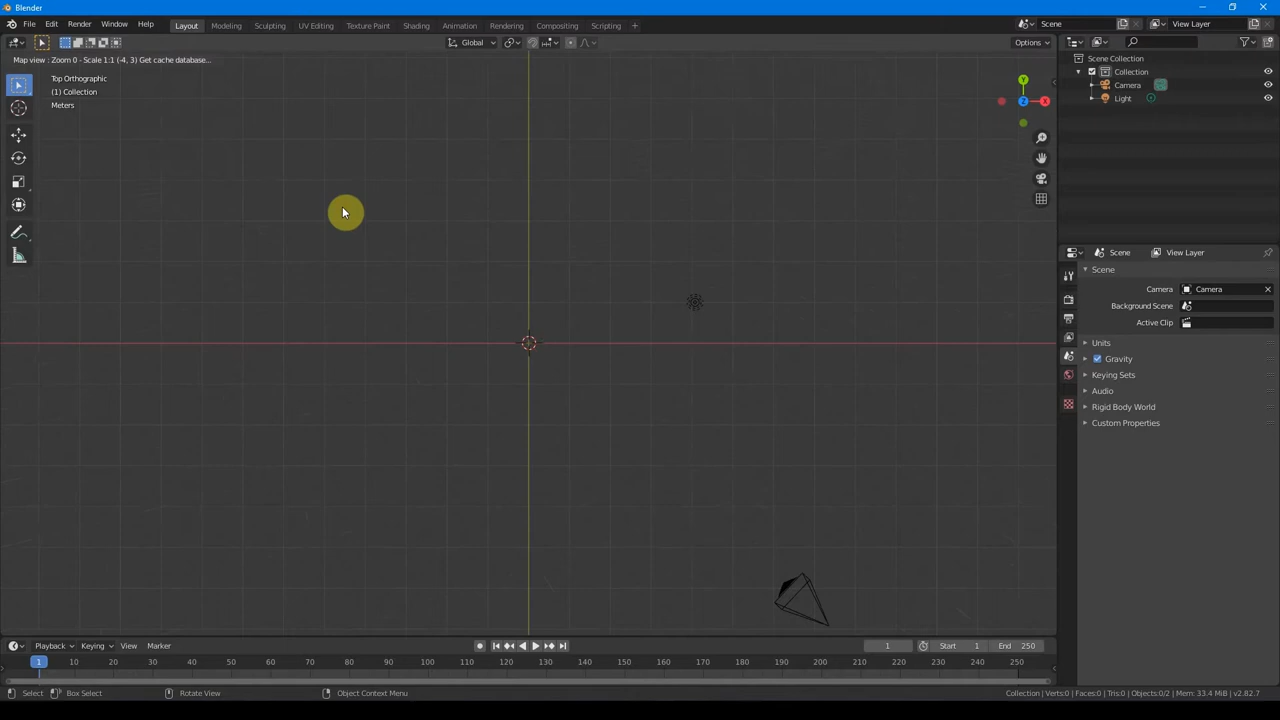 Blender
File Edit Render Window Help Layout Modeling Sculpting UV Editing Texture Paint Shading Animation Rendering Compositing Scripting + Scene View Layer
Global Options
Map view : Zoom 0 - Scale 1:1 (-4, 3) Get cache database...
Top Orthographic
(1) Collection
Meters
Y
Z X
Scene Collection
Collection
Camera
Light
Scene View Layer
Scene
Camera Camera
Background Scene
Active Clip
Units
Gravity
Keying Sets
Audio
Rigid Body World
Custom Properties
Playback Keying View Marker 1 Start 1 End 250
1 10 20 30 40 50 60 70 80 90 100 110 120 130 140 150 160 170 180 190 200 210 220 230 240 250
Select Box Select Rotate View Object Context Menu Collection | Verts:0 | Faces:0 | Tris:0 | Objects:0/2 | Mem: 33.4 MiB | v2.82.7